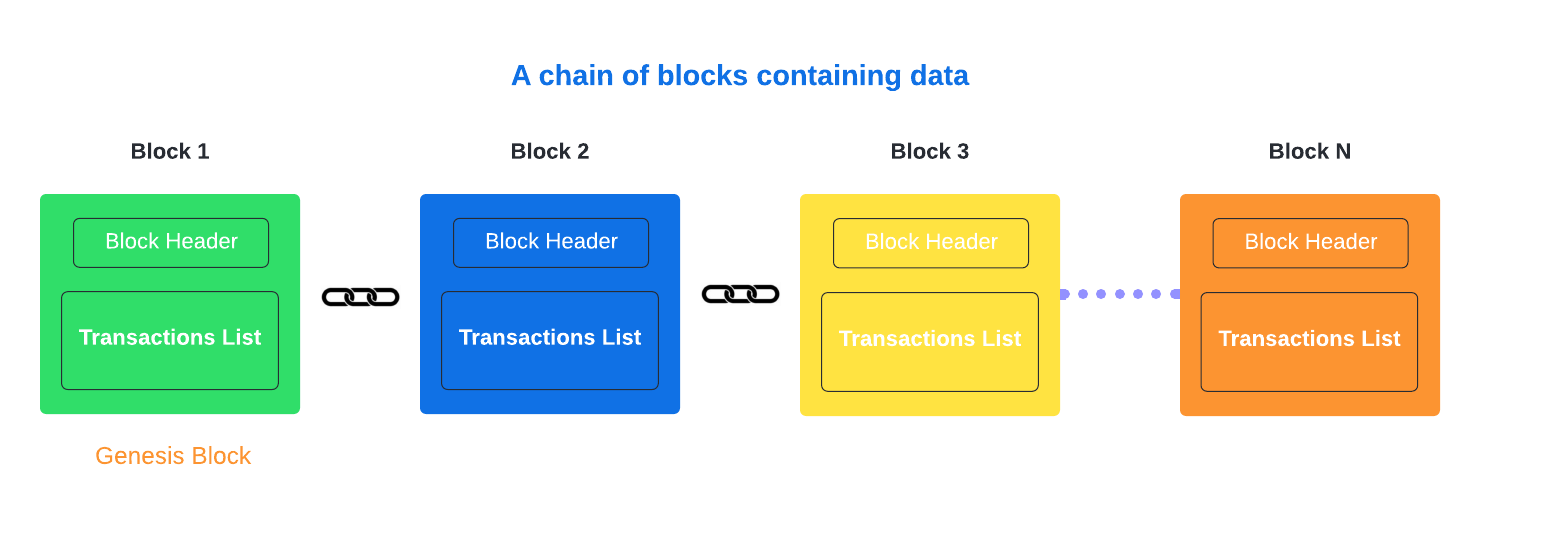 A chain of blocks containing data
Block 1
Block 2
Block 3
Block N
Block Header
Block Header
Block Header
Block Header
Transactions List
Transactions List
Transactions List
Transactions List
Genesis Block